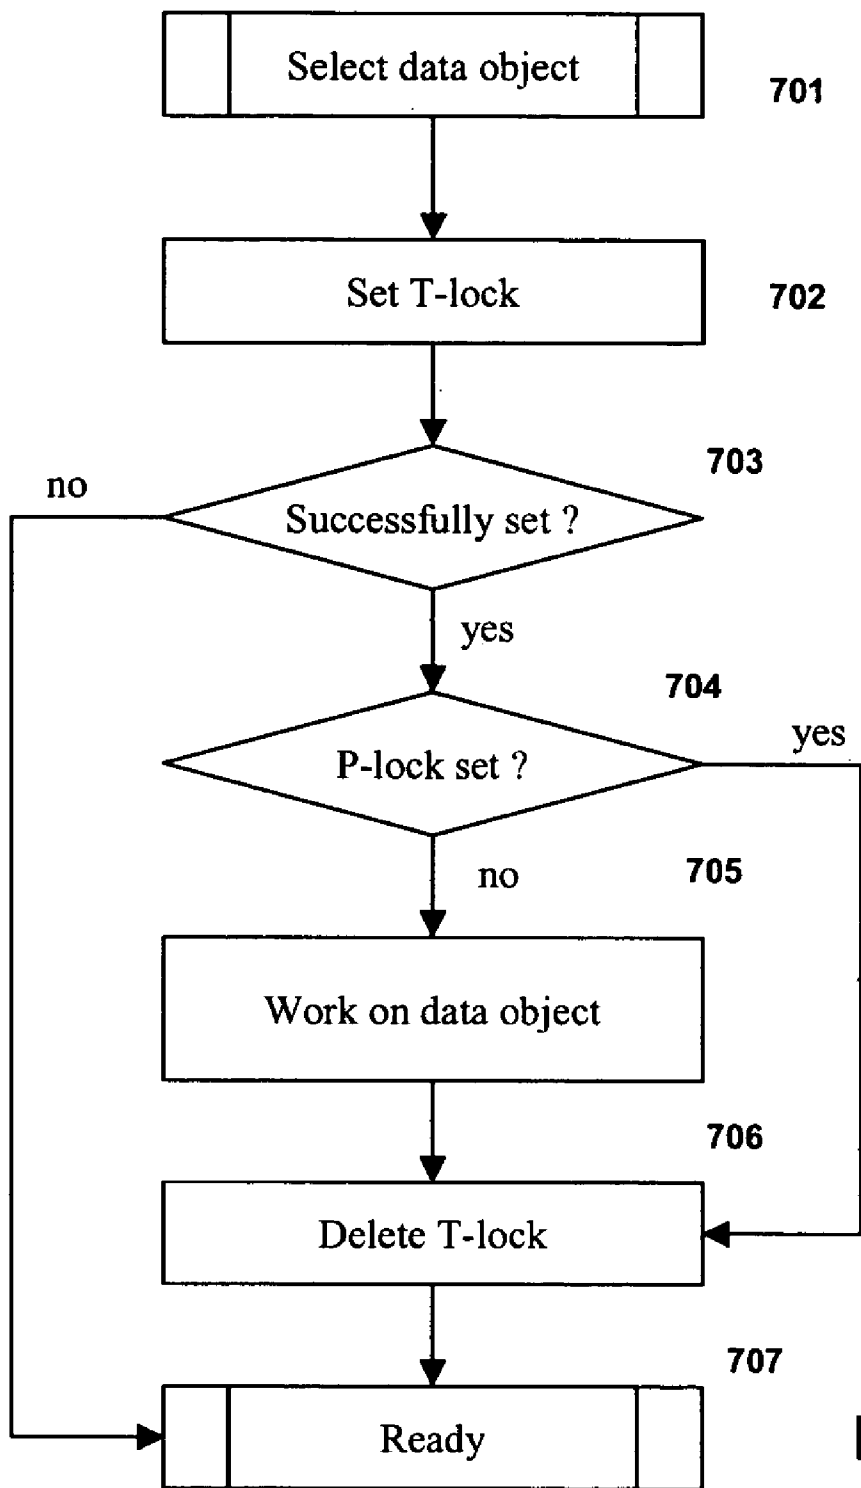 Select data object
701
Set T-lock
702
703
no
Successfully set ?
yes
704
yes
P-lock set ?
no
705
Work on data object
706
Delete T-lock
707
Ready